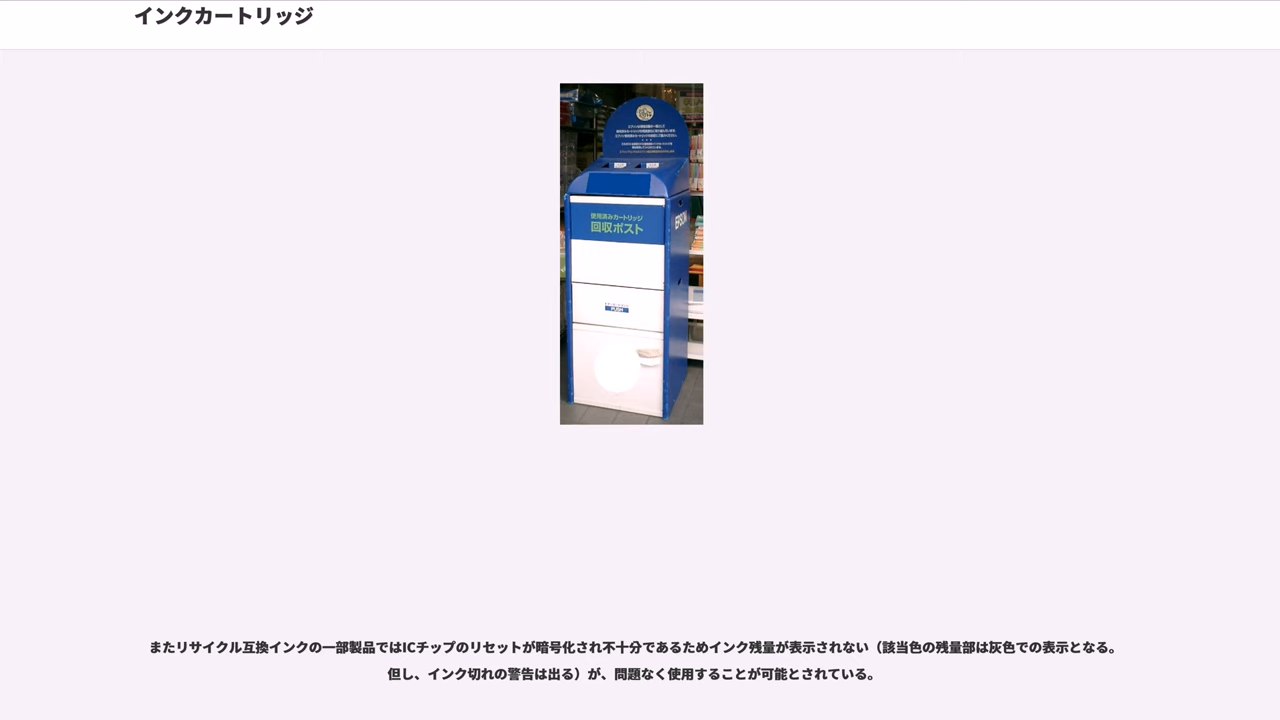 インクカートリッジ
使用済みカートリッジ
回収ポスト
EPSON
PUSH
またリサイクル互換インクの一部製品ではICチップのリセットが暗号化され不十分であるためインク残量が表示されない（該当色の残量部は灰色での表示となる。
但し、インク切れの警告は出る）が、問題なく使用することが可能とされている。